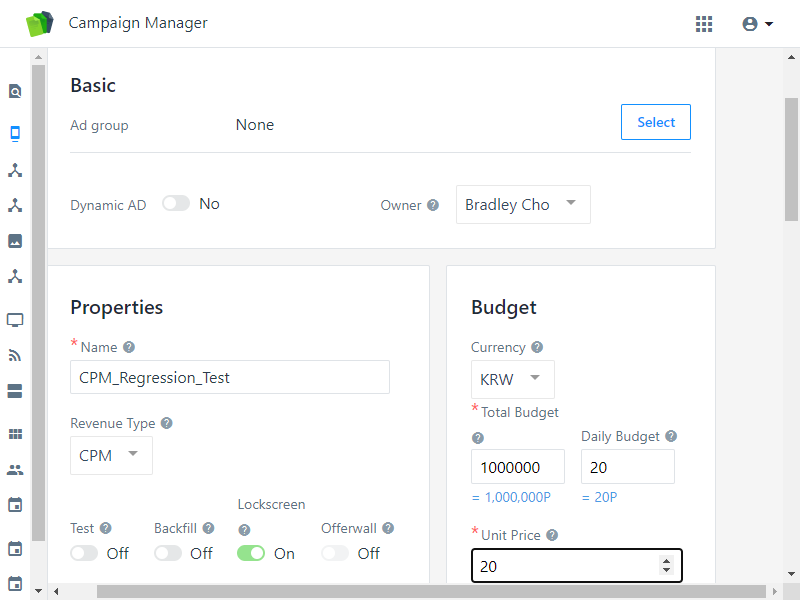 Campaign Manager
Basic
Ad group None Select
Dynamic AD No Owner Bradley Cho
Properties
* Name
CPM_Regression_Test
Revenue Type
CPM
Lockscreen
Test Backfill Offerwall
Off Off On Off
Budget
Currency
KRW
* Total Budget
Daily Budget
1000000 20
= 1,000,000P = 20P
* Unit Price
20